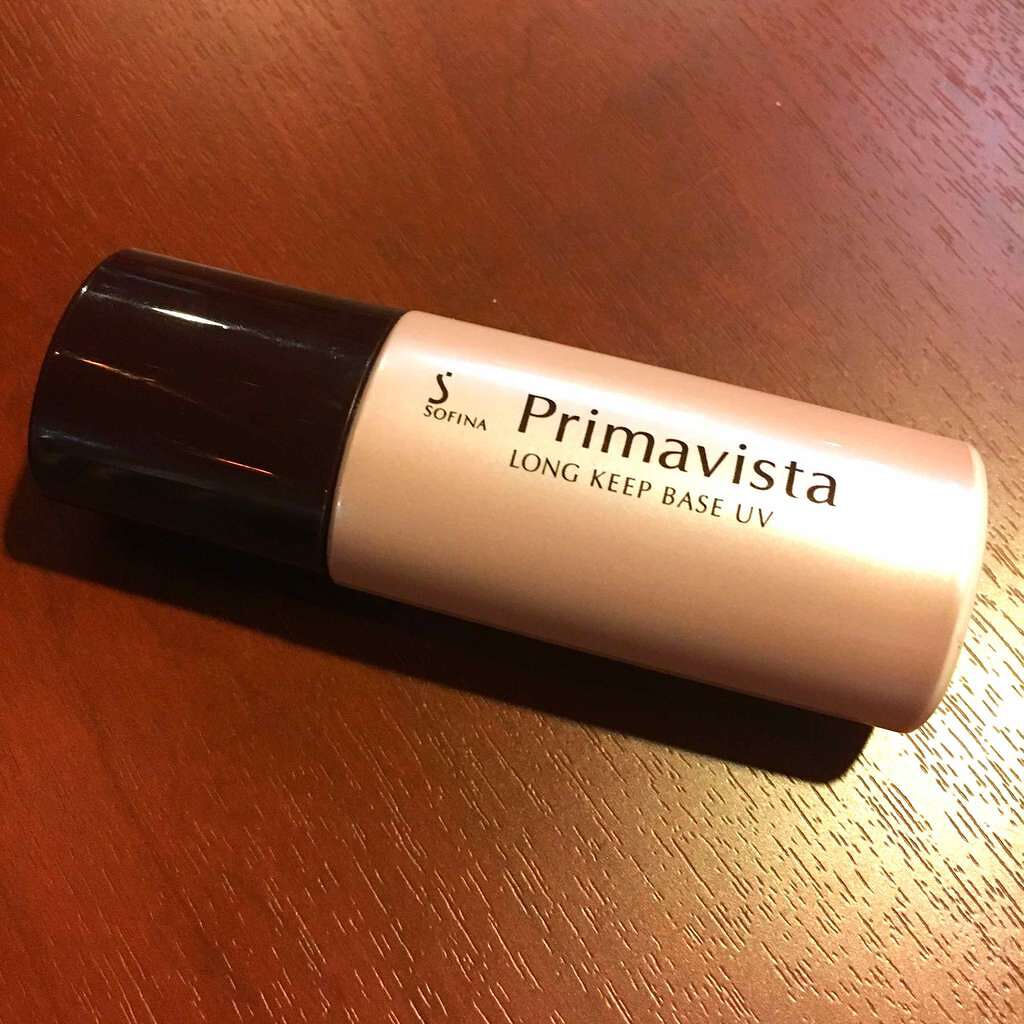 SOFINA
Primavista
LONG KEEP BASE UV